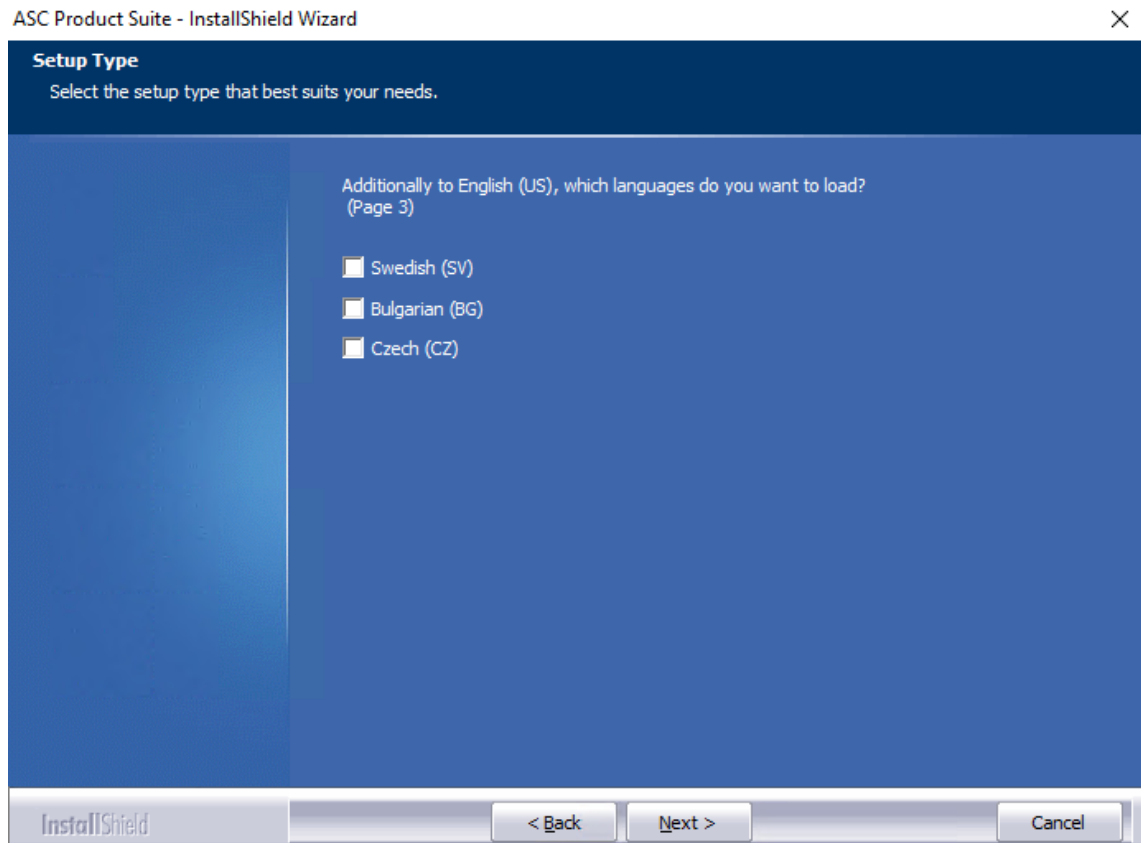 ASC Product Suite - InstallShield Wizard
Setup Type
Select the setup type that best suits your needs.
Additionally to English (US), which languages do you want to load?
(Page 3)
Swedish (SV)
Bulgarian (BG)
Czech (CZ)
InstallShield
< Back
Next >
Cancel